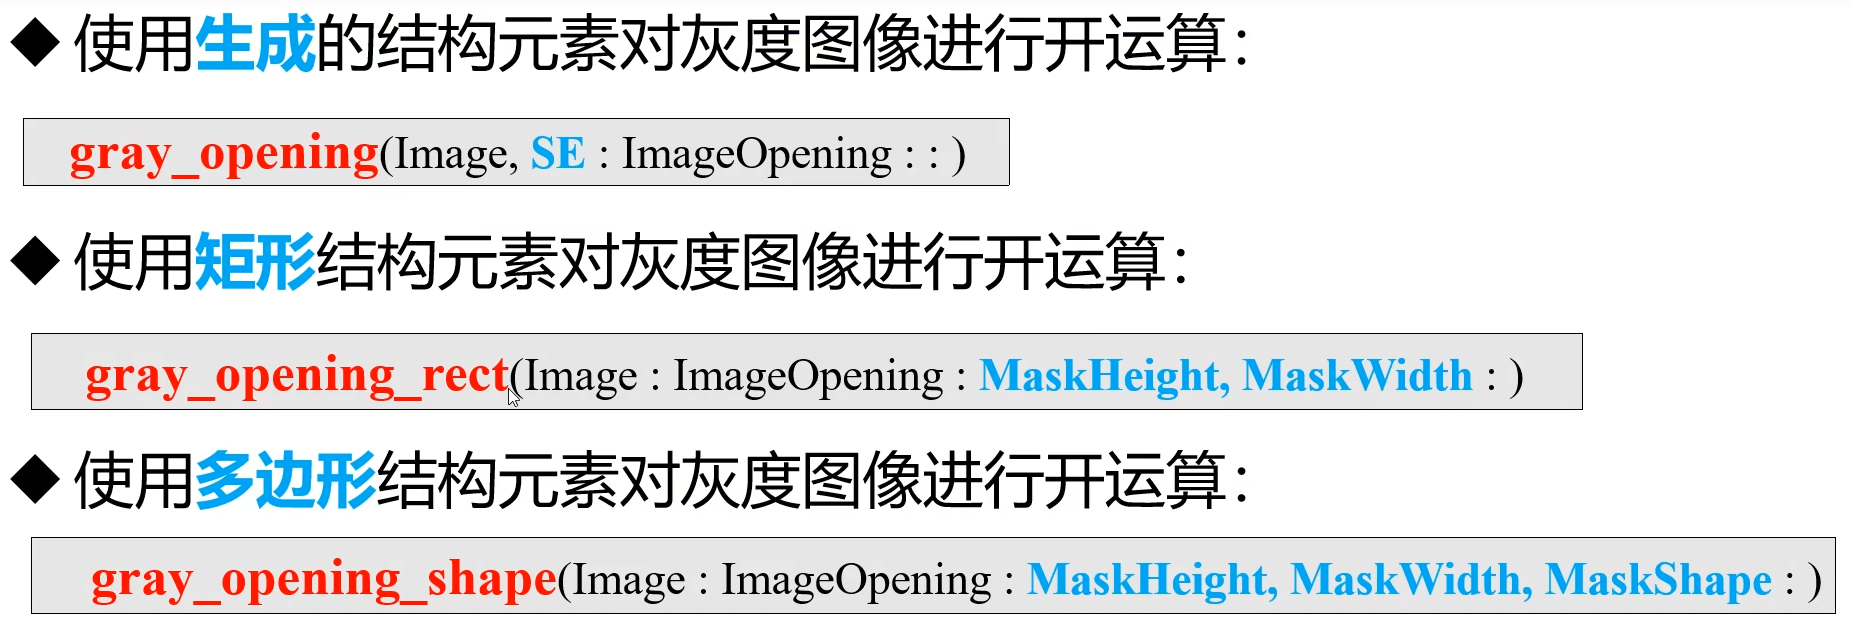 ◆ 使用生成的结构元素对灰度图像进行开运算：
gray_opening(Image, SE : ImageOpening : : )
◆ 使用矩形结构元素对灰度图像进行开运算：
gray_opening_rect(Image : ImageOpening : MaskHeight, MaskWidth : )
◆ 使用多边形结构元素对灰度图像进行开运算：
gray_opening_shape(Image : ImageOpening : MaskHeight, MaskWidth, MaskShape : )